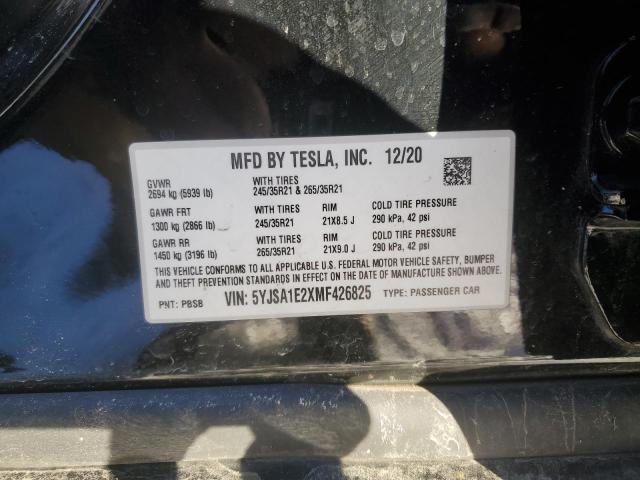 MFD BY TESLA, INC. 12/20
GVWR WITH TIRES
2694 kg (5939 lb) 245/35R21 & 265/35R21
GAWR FRT WITH TIRES RIM COLD TIRE PRESSURE
1300 kg (2866 lb) 245/35R21 21X8.5 J 290 kPa, 42 psi
GAWR RR WITH TIRES RIM COLD TIRE PRESSURE
1450 kg (3196 lb) 265/35R21 21X9.0 J 290 kPa, 42 psi
THIS VEHICLE CONFORMS TO ALL APPLICABLE U.S. FEDERAL MOTOR VEHICLE SAFETY, BUMPER
AND THEFT PREVENTION STANDARDS IN EFFECT ON THE DATE OF MANUFACTURE SHOWN ABOVE.
PNT: PBSB VIN: 5YJSA1E2XMF426825 TYPE: PASSENGER CAR